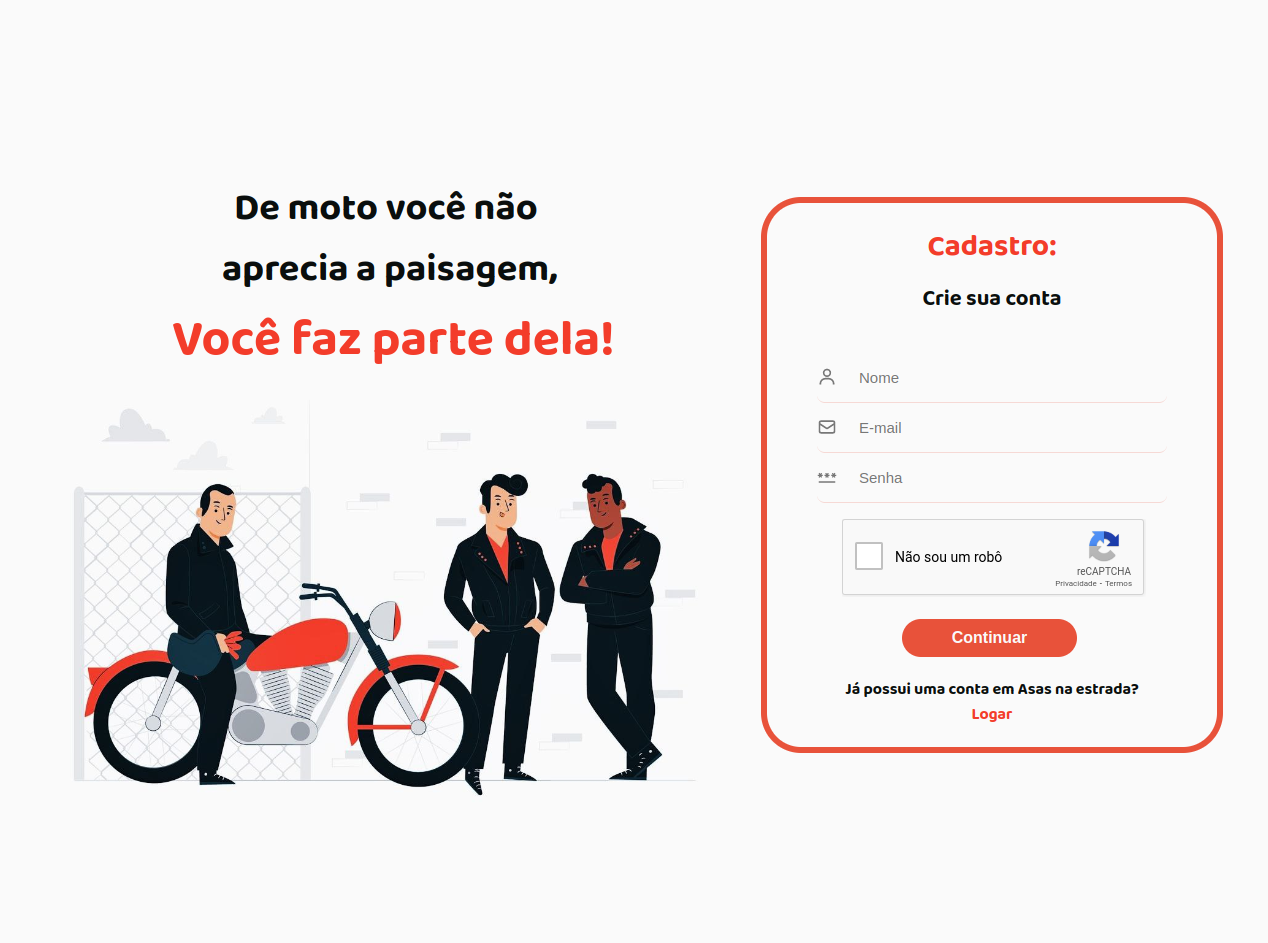 De moto você não
aprecia a paisagem,
Você faz parte dela!
Cadastro:
Crie sua conta
Nome
E-mail
Senha
Não sou um robô
reCAPTCHA
Privacidade - Termos
Continuar
Já possui uma conta em Asas na estrada?
Logar